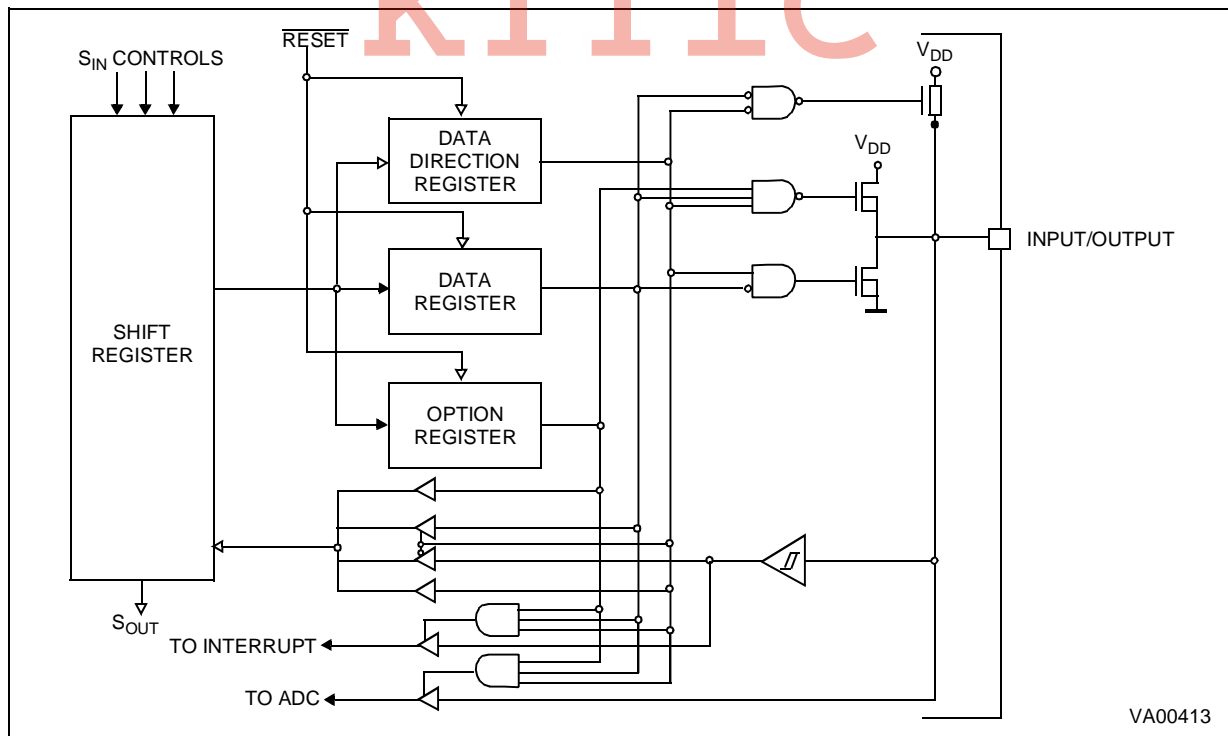 RESET
S_IN CONTROLS
V_DD
DATA
DIRECTION
REGISTER
V_DD
INPUT/OUTPUT
DATA
REGISTER
SHIFT
REGISTER
OPTION
REGISTER
S_OUT
TO INTERRUPT
TO ADC
VA00413